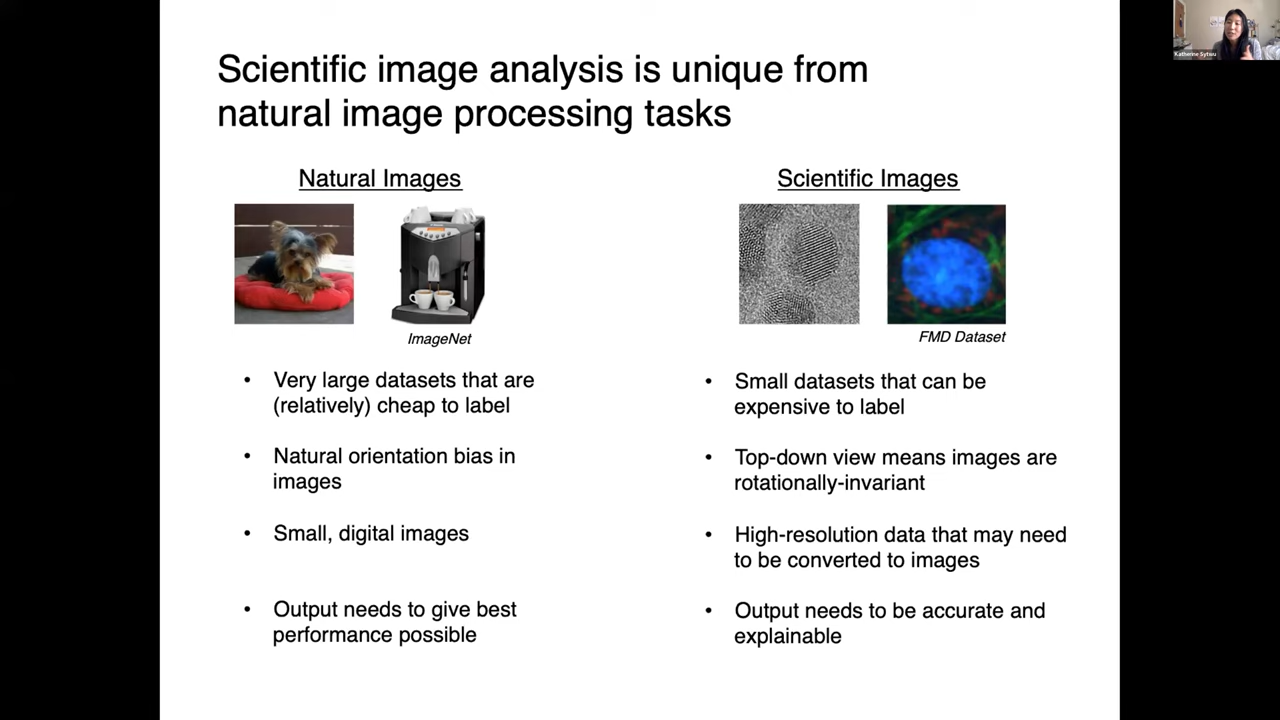 Scientific image analysis is unique from
natural image processing tasks
Natural Images
ImageNet
• Very large datasets that are
(relatively) cheap to label
• Natural orientation bias in
images
• Small, digital images
• Output needs to give best
performance possible
Scientific Images
FMD Dataset
• Small datasets that can be
expensive to label
• Top-down view means images are
rotationally-invariant
• High-resolution data that may need
to be converted to images
• Output needs to be accurate and
explainable
Katherine Sytwu